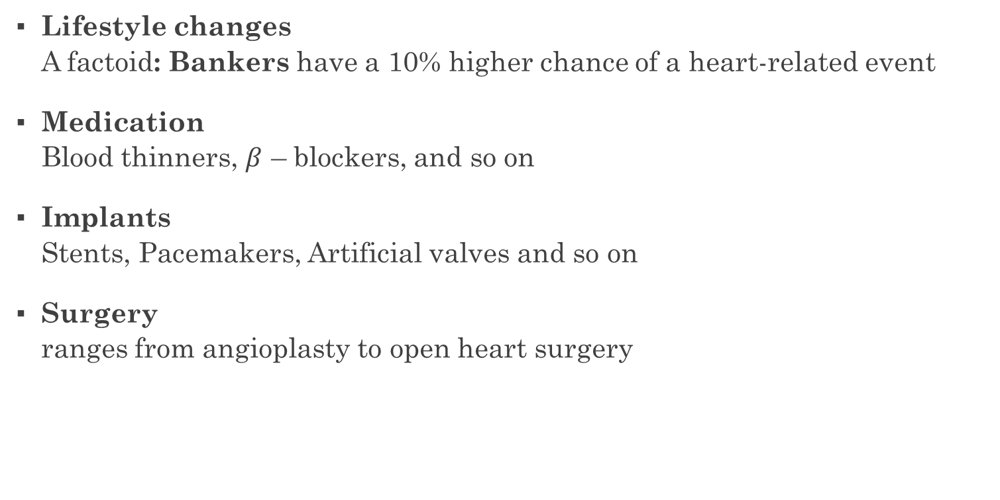 ▪ Lifestyle changes
A factoid: Bankers have a 10% higher chance of a heart-related event
▪ Medication
Blood thinners, β – blockers, and so on
▪ Implants
Stents, Pacemakers, Artificial valves and so on
▪ Surgery
ranges from angioplasty to open heart surgery